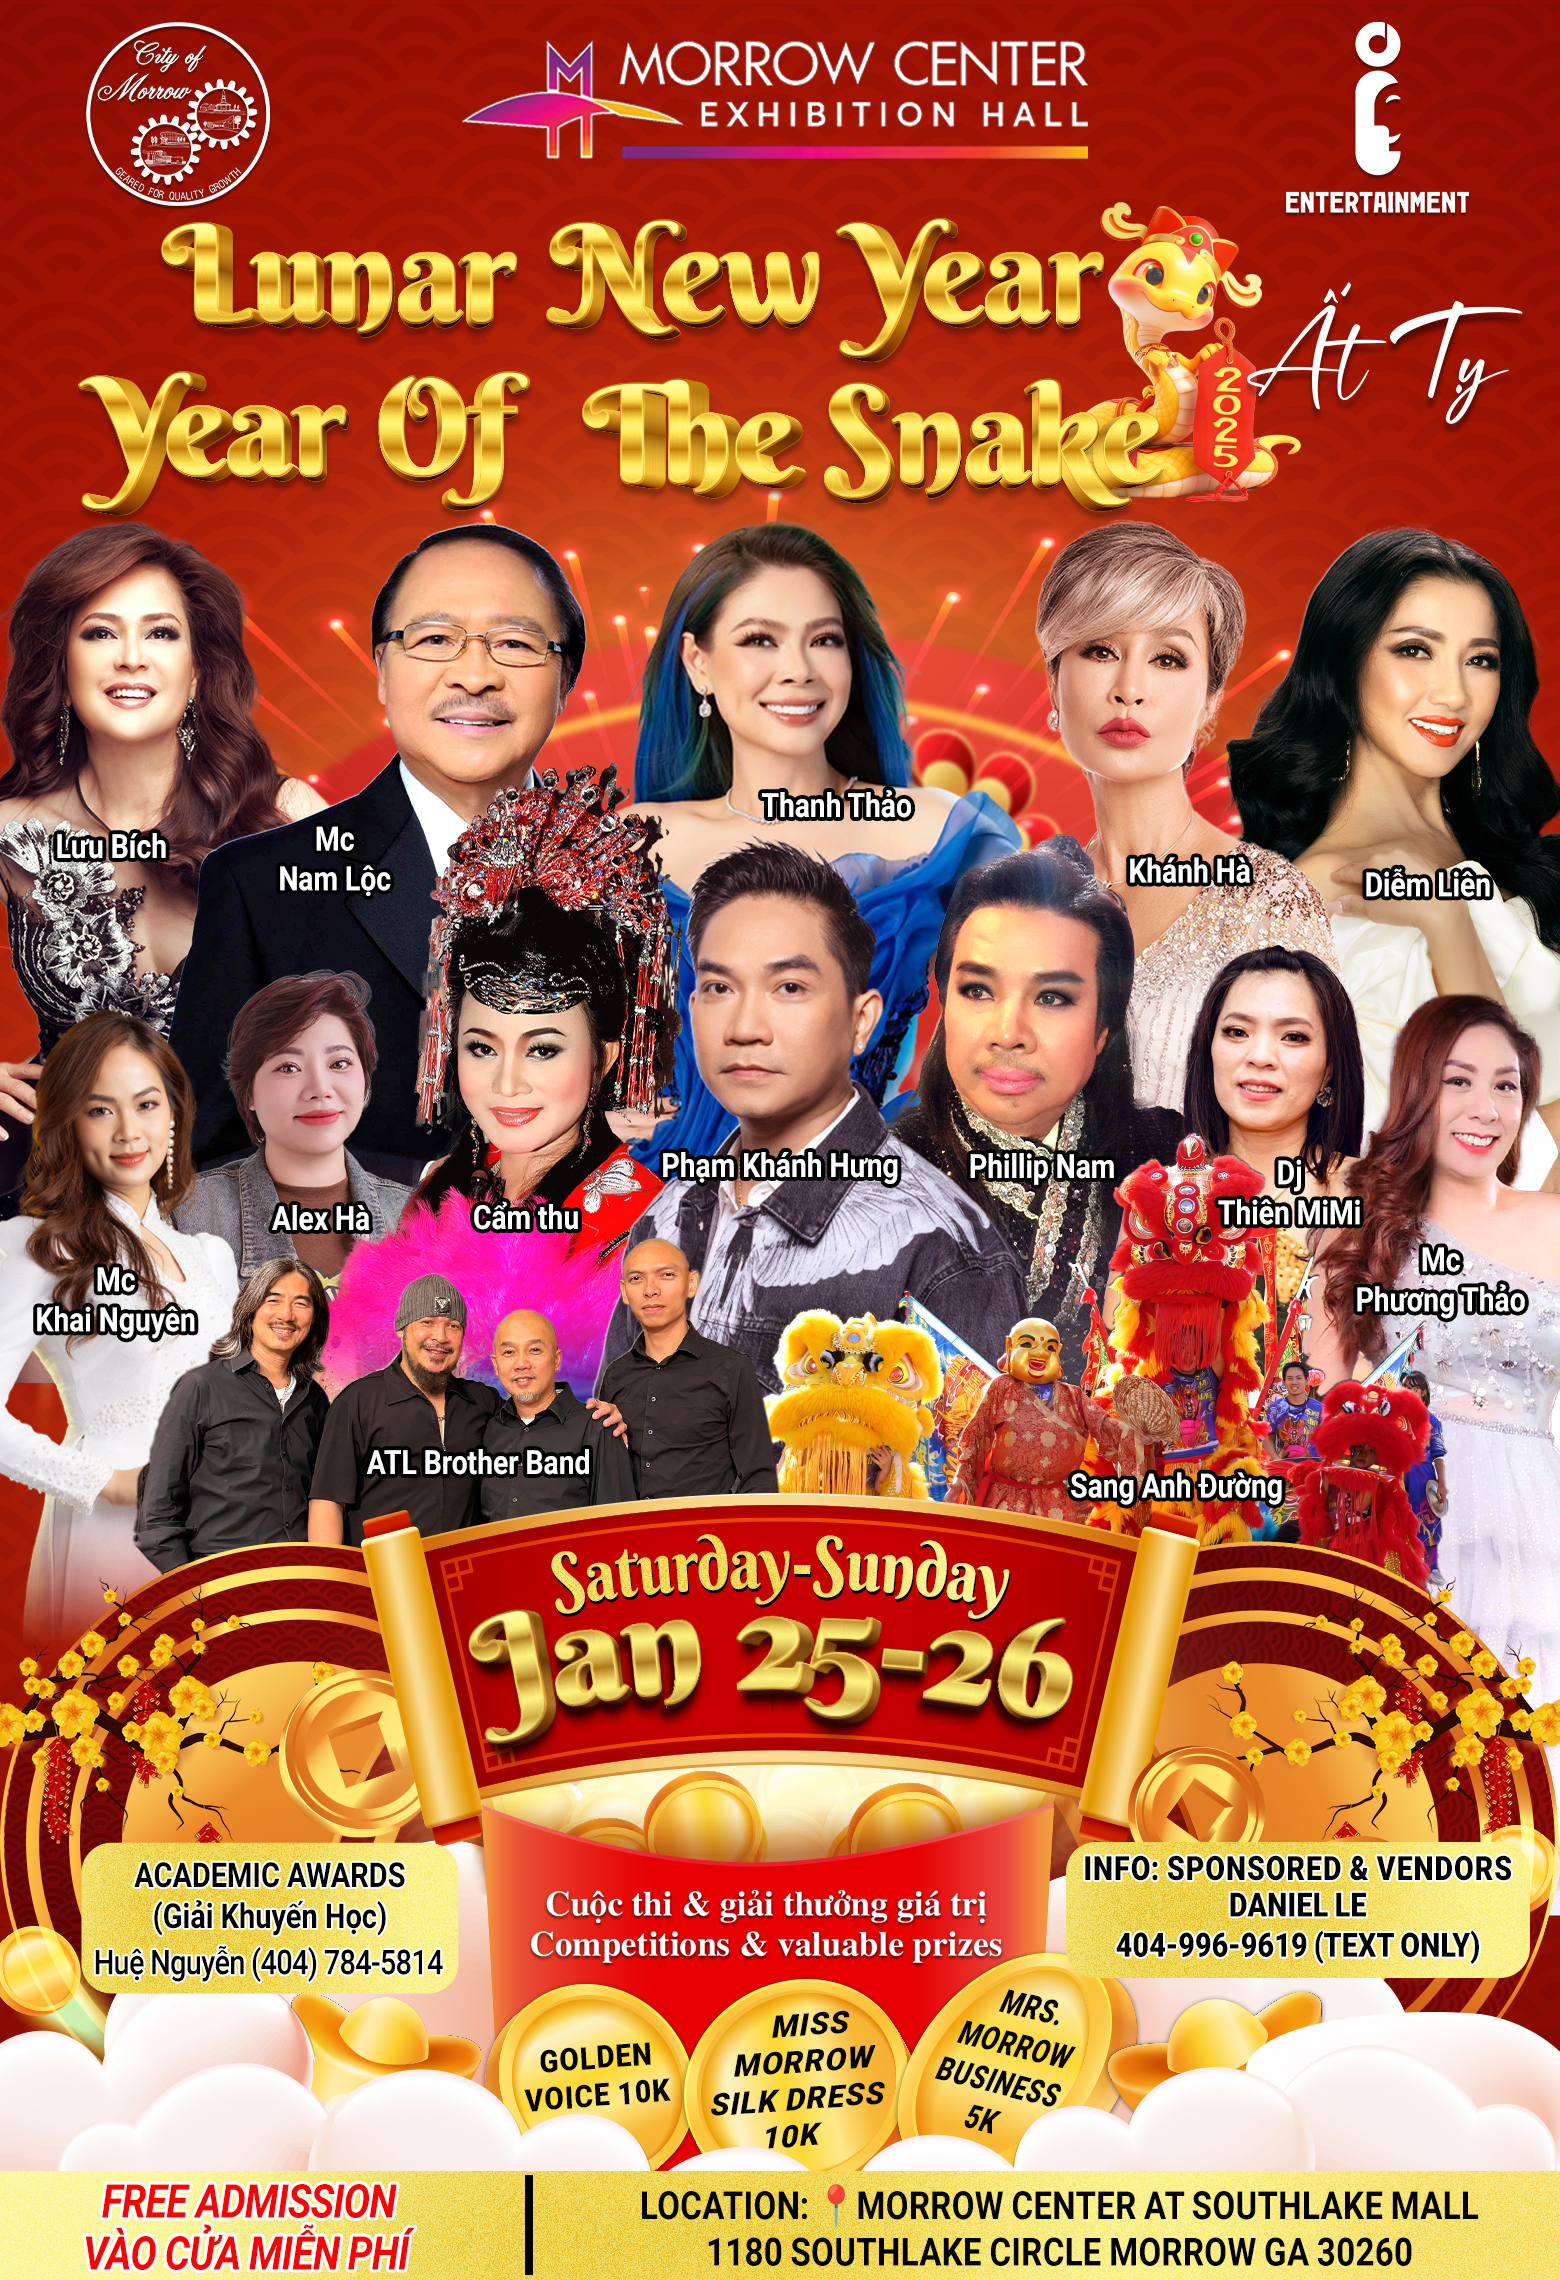 City of
Morrow
GEARED FOR QUALITY GROWTH
MORROW CENTER
EXHIBITION HALL
ENTERTAINMENT
Lunar New Year
Ất Tỵ
Year Of The Snake
2025
Lưu Bích
Mc
Nam Lộc
Thanh Thảo
Khánh Hà
Diễm Liên
Mc
Khai Nguyên
Alex Hà
Cẩm thu
Phạm Khánh Hưng
Phillip Nam
Dj
Thiên MiMi
Mc
Phương Thảo
ATL Brother Band
Sang Anh Đường
Saturday-Sunday
Jan 25-26
ACADEMIC AWARDS
(Giải Khuyến Học)
Huệ Nguyễn (404) 784-5814
Cuộc thi & giải thưởng giá trị
Competitions & valuable prizes
INFO: SPONSORED & VENDORS
DANIEL LE
404-996-9619 (TEXT ONLY)
GOLDEN
VOICE 10K
MISS
MORROW
SILK DRESS
10K
MRS.
MORROW
BUSINESS
5K
FREE ADMISSION
VÀO CỬA MIỄN PHÍ
LOCATION: 📍MORROW CENTER AT SOUTHLAKE MALL
1180 SOUTHLAKE CIRCLE MORROW GA 30260